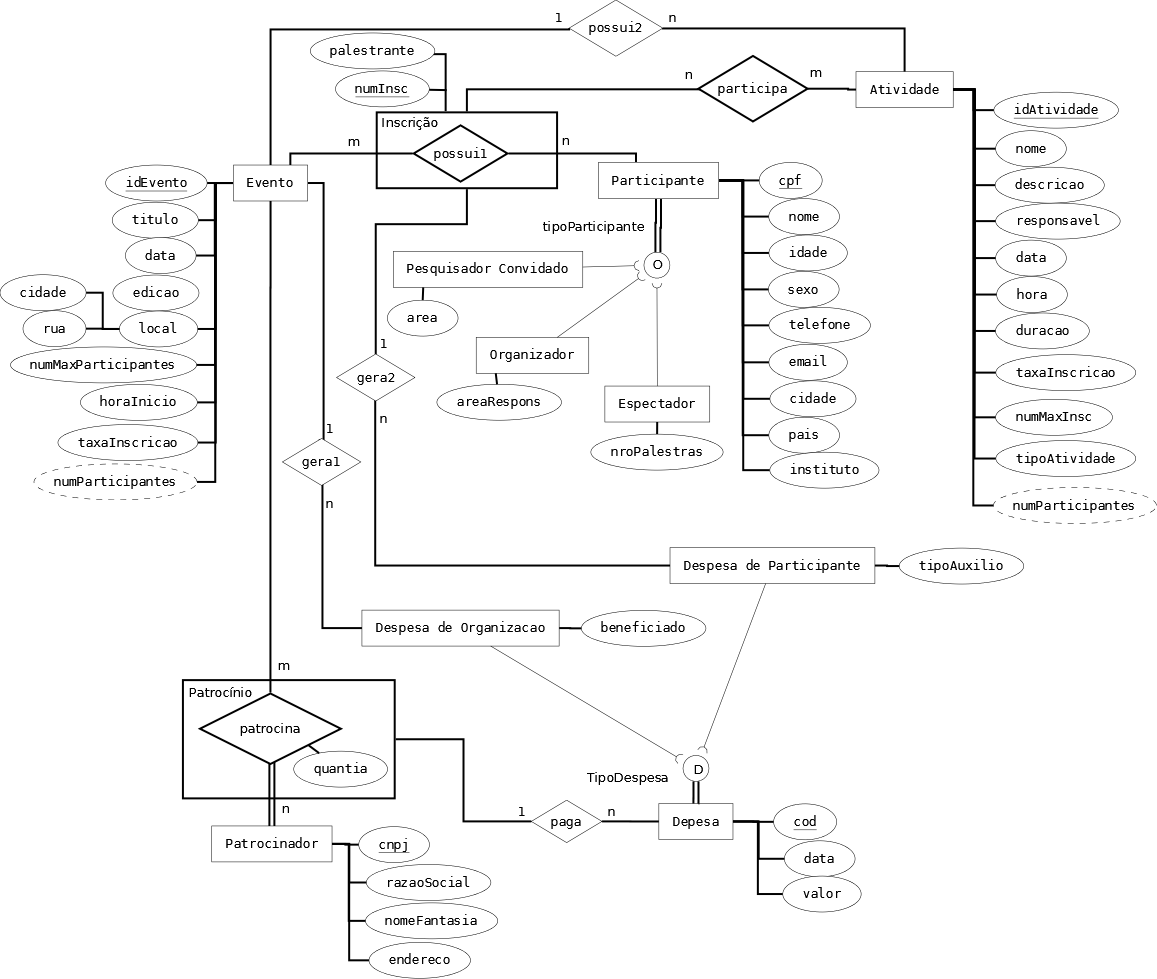 1
possui2
n
palestrante
numInsc
n
participa
m
Atividade
idAtividade
nome
descricao
responsavel
data
hora
duracao
taxaInscricao
numMaxInsc
tipoAtividade
numParticipantes
Inscrição
m
possui1
n
idEvento
Evento
titulo
data
edicao
cidade
rua
local
numMaxParticipantes
horaInicio
taxaInscricao
numParticipantes
Participante
cpf
nome
idade
sexo
telefone
email
cidade
pais
instituto
tipoParticipante
O
Pesquisador Convidado
area
Organizador
areaRespons
Espectador
nroPalestras
1
gera2
n
1
gera1
n
Despesa de Participante
tipoAuxilio
Despesa de Organizacao
beneficiado
m
Patrocínio
patrocina
quantia
n
Patrocinador
cnpj
razaoSocial
nomeFantasia
endereco
TipoDespesa
D
1
paga
n
Depesa
cod
data
valor